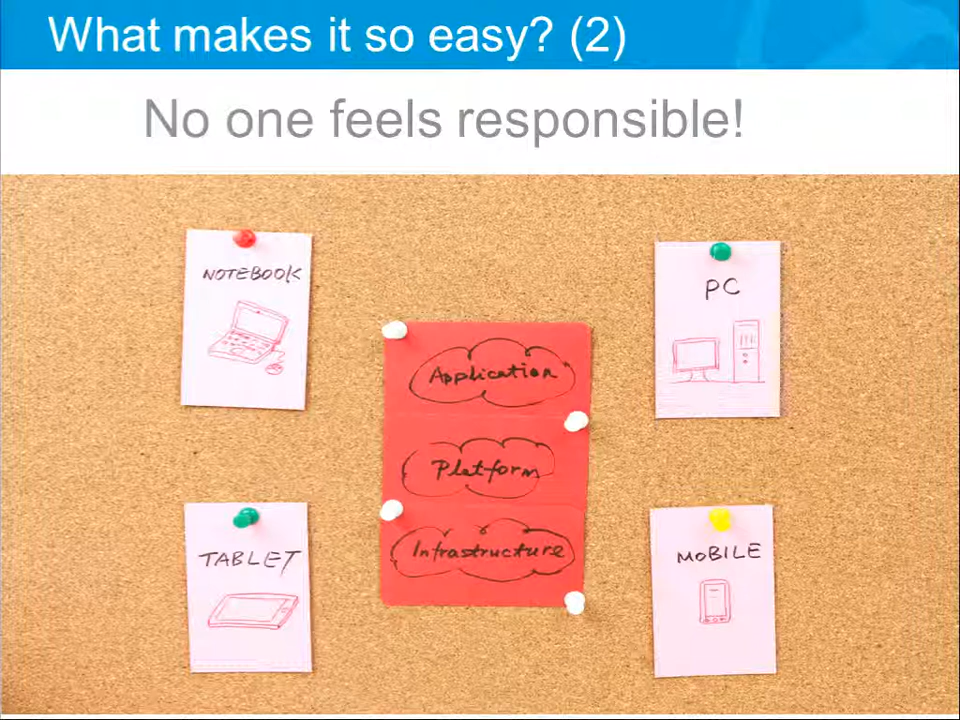 What makes it so easy? (2)
No one feels responsible!
NOTEBOOK
PC
Application
Platform
Infrastructure
TABLET
MOBILE